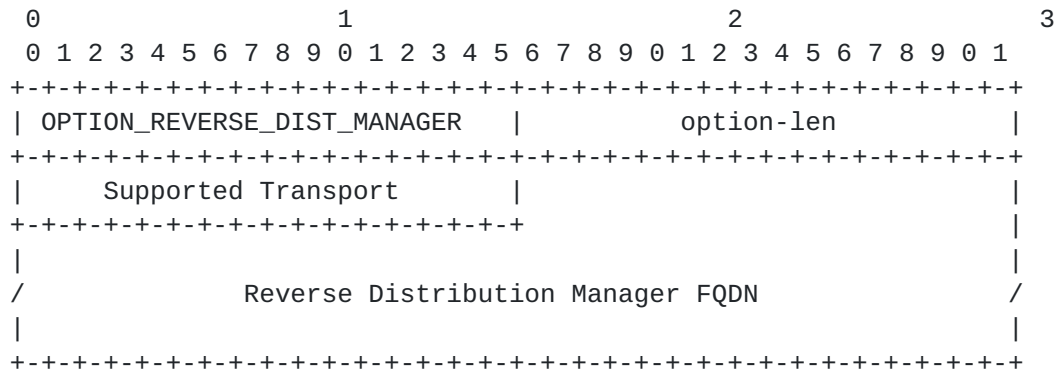 0                   1                       2                   3
 0 1 2 3 4 5 6 7 8 9 0 1 2 3 4 5 6 7 8 9 0 1 2 3 4 5 6 7 8 9 0 1
+-+-+-+-+-+-+-+-+-+-+-+-+-+-+-+-+-+-+-+-+-+-+-+-+-+-+-+-+-+-+-+-+
| OPTION_REVERSE_DIST_MANAGER   |          option-len           |
+-+-+-+-+-+-+-+-+-+-+-+-+-+-+-+-+-+-+-+-+-+-+-+-+-+-+-+-+-+-+-+-+
|     Supported Transport       |                               |
+-+-+-+-+-+-+-+-+-+-+-+-+-+-+-+-+                               |
|                                                               |
/              Reverse Distribution Manager FQDN                /
|                                                               |
+-+-+-+-+-+-+-+-+-+-+-+-+-+-+-+-+-+-+-+-+-+-+-+-+-+-+-+-+-+-+-+-+